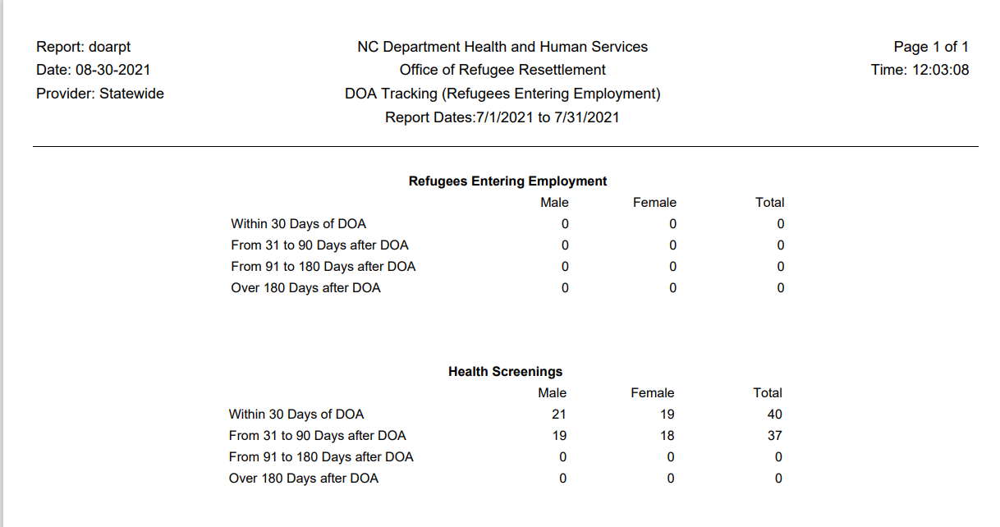 Report: doarpt NC Department Health and Human Services Page 1 of 1
Date: 08-30-2021 Office of Refugee Resettlement Time: 12:03:08
Provider: Statewide DOA Tracking (Refugees Entering Employment)
Report Dates:7/1/2021 to 7/31/2021
Refugees Entering Employment
Male Female Total
Within 30 Days of DOA 0 0 0
From 31 to 90 Days after DOA 0 0 0
From 91 to 180 Days after DOA 0 0 0
Over 180 Days after DOA 0 0 0
Health Screenings
Male Female Total
Within 30 Days of DOA 21 19 40
From 31 to 90 Days after DOA 19 18 37
From 91 to 180 Days after DOA 0 0 0
Over 180 Days after DOA 0 0 0